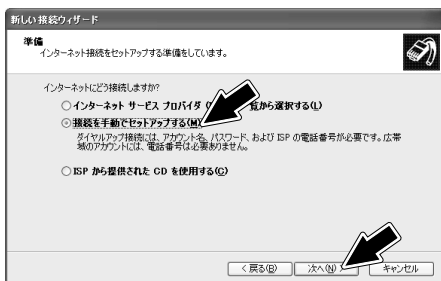 新しい接続ウィザード
準備
インターネット接続をセットアップする準備をしています。
インターネットにどう接続しますか?
インターネット サービス プロバイダ ( 覧から選択する(L)
接続を手動でセットアップする(M)
ダイヤルアップ接続には、アカウント名、パスワード、および ISP の電話番号が必要です。広帯
域のアカウントには、電話番号は必要ありません。
ISP から提供された CD を使用する(C)
< 戻る(B)
次へ(N) >
キャンセル